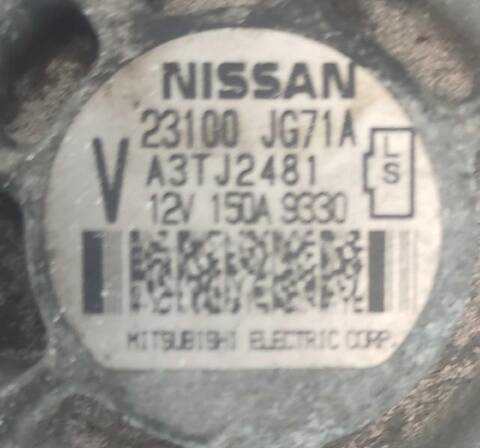 NISSAN
23100 JG71A
V A3TJ2481
L
S
12V 150A 9330
MITSUBISHI ELECTRIC CORP.